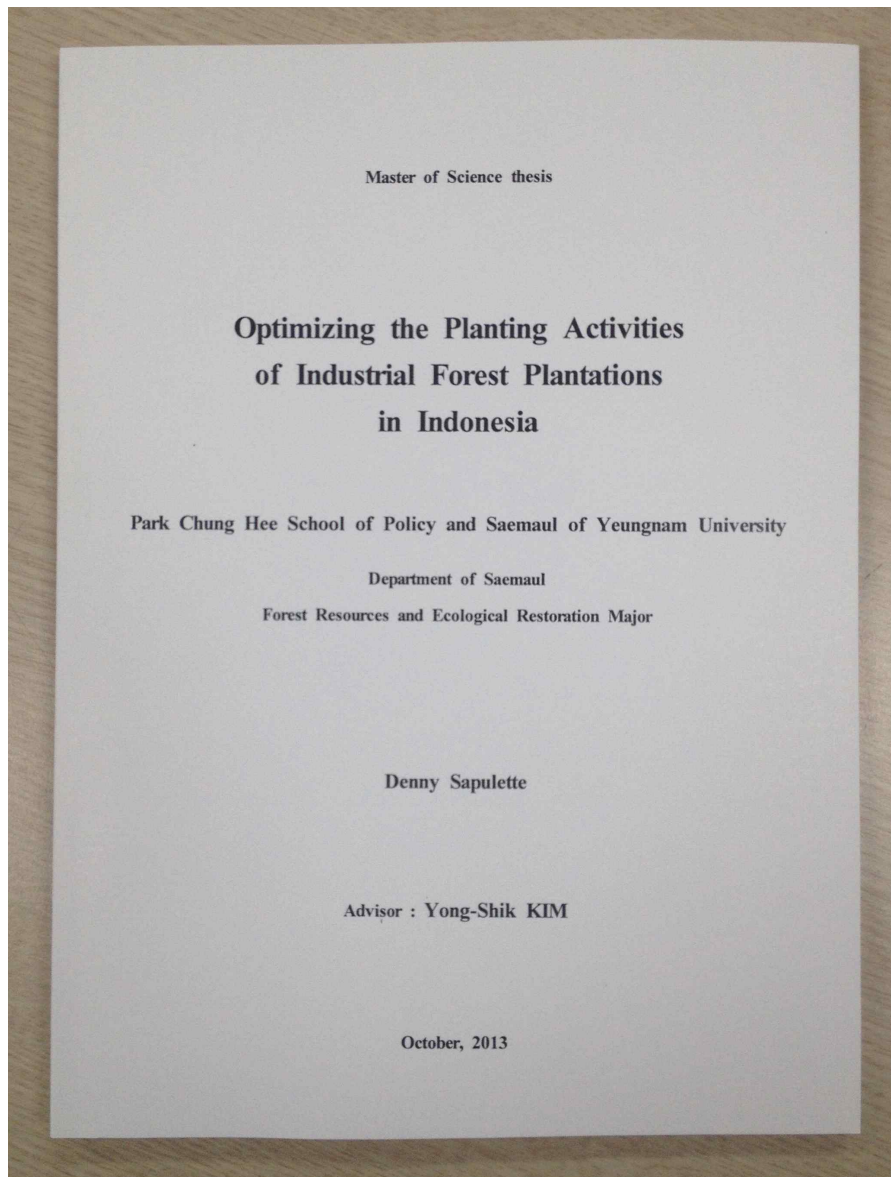 Master of Science thesis
Optimizing the Planting Activities
of Industrial Forest Plantations
in Indonesia
Park Chung Hee School of Policy and Saemaul of Yeungnam University
Department of Saemaul
Forest Resources and Ecological Restoration Major
Denny Sapulette
Advisor : Yong-Shik KIM
October, 2013